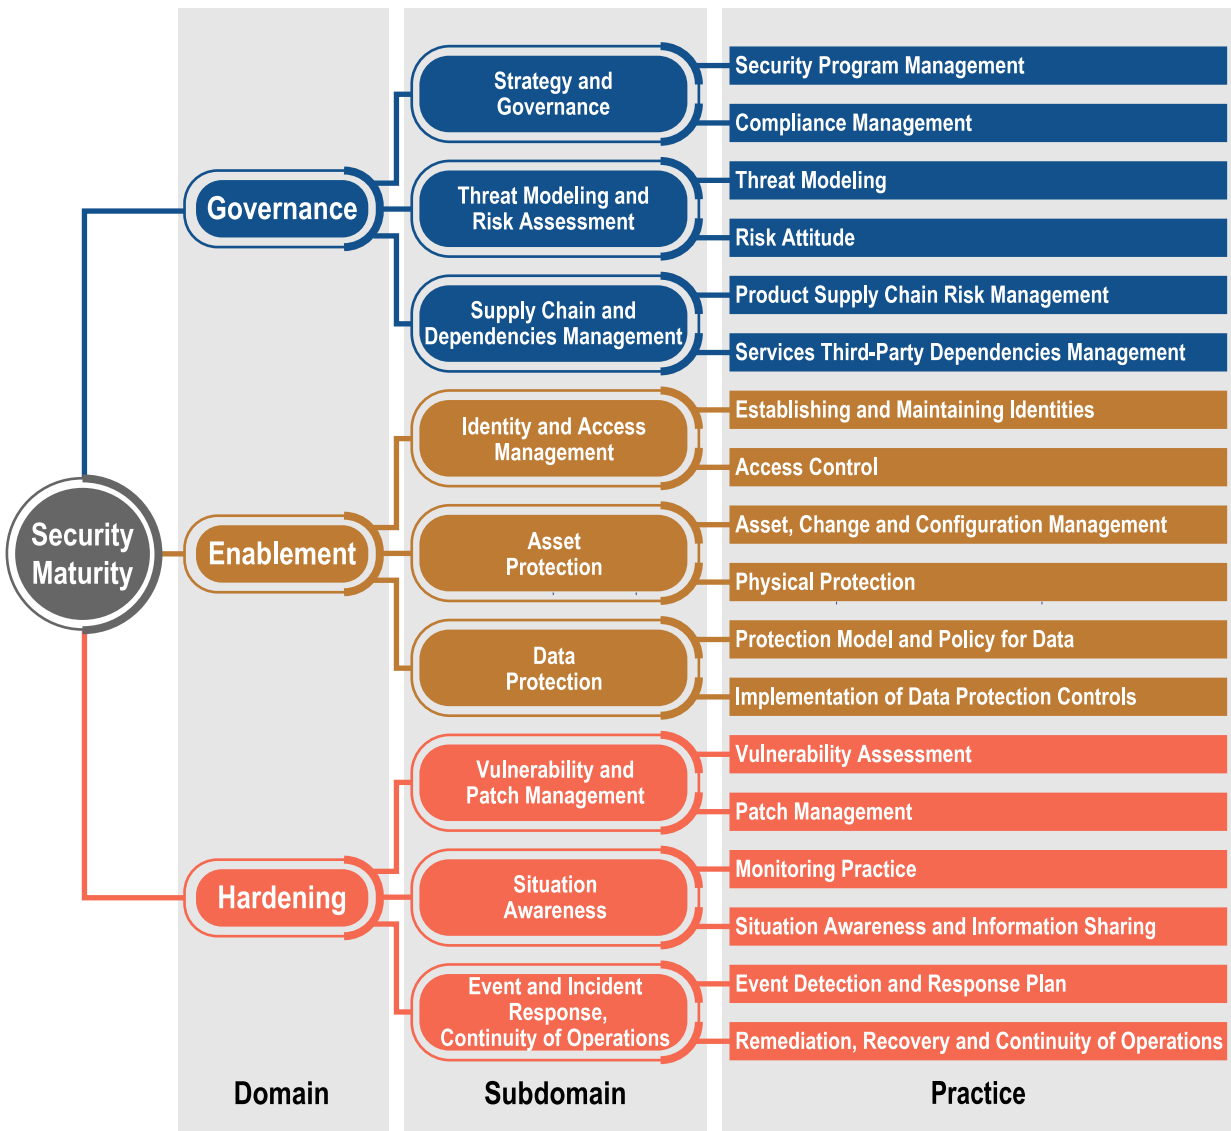 Security
Maturity
Governance
Strategy and
Governance
Security Program Management
Compliance Management
Threat Modeling and
Risk Assessment
Threat Modeling
Risk Attitude
Supply Chain and
Dependencies Management
Product Supply Chain Risk Management
Services Third-Party Dependencies Management
Enablement
Identity and Access
Management
Establishing and Maintaining Identities
Access Control
Asset
Protection
Asset, Change and Configuration Management
Physical Protection
Data
Protection
Protection Model and Policy for Data
Implementation of Data Protection Controls
Hardening
Vulnerability and
Patch Management
Vulnerability Assessment
Patch Management
Situation
Awareness
Monitoring Practice
Situation Awareness and Information Sharing
Event and Incident
Response,
Continuity of Operations
Event Detection and Response Plan
Remediation, Recovery and Continuity of Operations
Domain
Subdomain
Practice